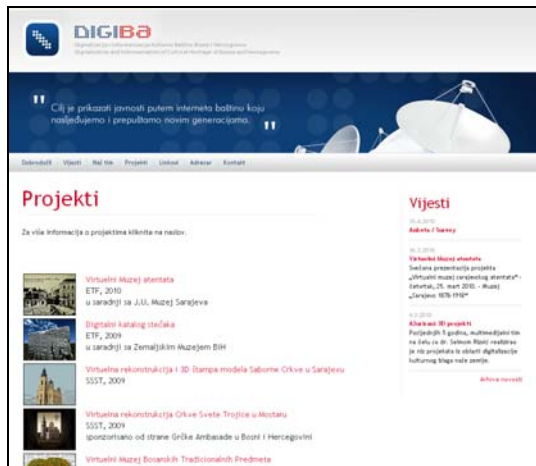 DIGIBa
Digitalizacija i Informatizacija Kulturne Baštine Bosne i Hercegovine
Digitalization and Informatization of Cultural Heritage of Bosnia and Herzegovina
" Cilj je prikazati javnosti putem interneta baštinu koju
nasljeđujemo i prepuštamo novim generacijama. "
Dobrodošli Vijesti Naš tim Projekti Linkovi Adresar Kontakt
Projekti
Za više informacija o projektima kliknite na naslov.
Virtuelni Muzej atentata
ETF, 2010
u saradnji sa J.U. Muzej Sarajeva
Digitalni katalog stećaka
ETF, 2009
u saradnji sa Zemaljskim Muzejem BiH
Virtuelna rekonstrukcija i 3D štampa modela Saborne Crkve u Sarajevu
SSST, 2009
Virtuelna rekonstrukcija Crkve Svete Trojice u Mostaru
SSST, 2009
sponzorisano od strane Grčke Ambasade u Bosni i Hercegovini
Virtuelni Muzej Bosanskih Tradicionalnih Predmeta
Vijesti
Anketa / Survey
Virtuelni Muzej atentata
Svečana prezentacija projekta
„Virtuelni muzej sarajevskog atentata" -
četvrtak, 25. mart 2010. - Muzej
„Sarajevo 1878-1918"
3D projekti
Posljednjih 5 godina, multimedijalni tim
na čelu sa dr. Selmom Rizvić realizirao
je niz projekata iz oblasti digitalizacije
kulturnog blaga naše zemlje.
Arhiva novosti